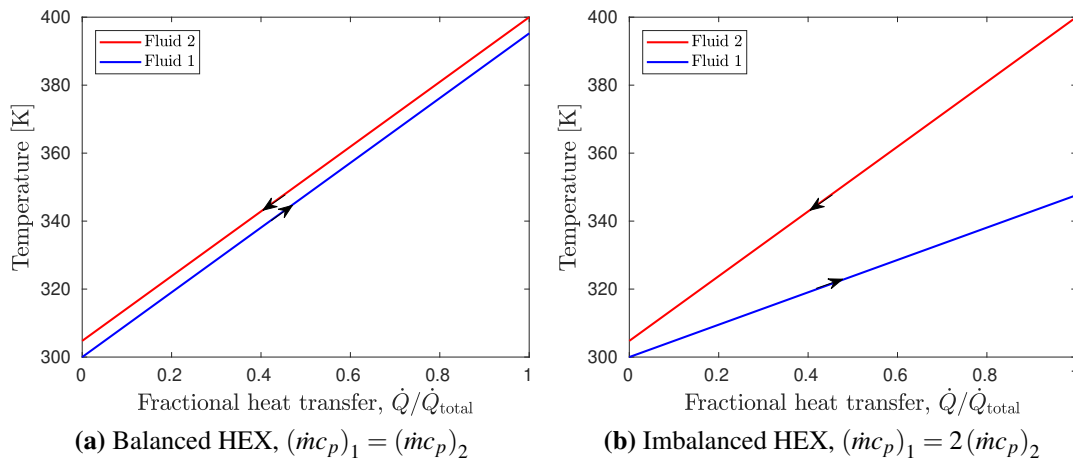 400
380
360
340
320
300
Temperature [K]
Fluid 2
Fluid 1
0
0.2
0.4
0.6
0.8
1
Fractional heat transfer, Q̇/Q̇total
(a) Balanced HEX, (ṁcp)1 = (ṁcp)2
400
380
360
340
320
300
Temperature [K]
Fluid 2
Fluid 1
0
0.2
0.4
0.6
0.8
1
Fractional heat transfer, Q̇/Q̇total
(b) Imbalanced HEX, (ṁcp)1 = 2(ṁcp)2